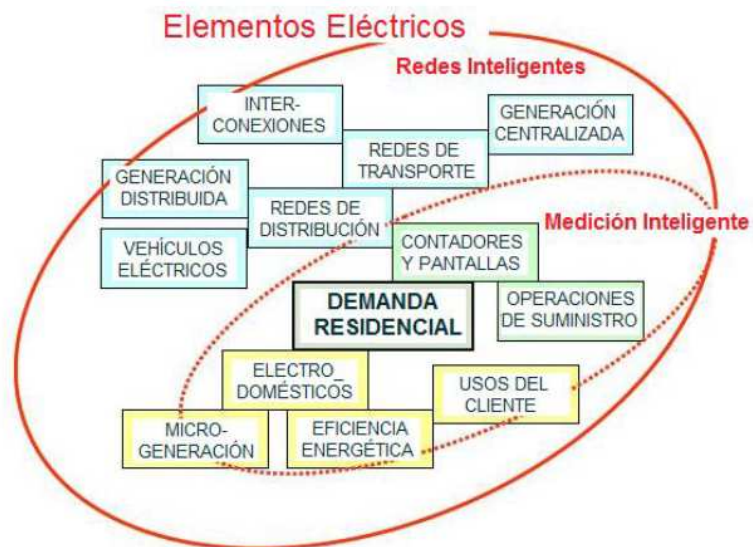 Elementos Eléctricos
Redes Inteligentes
INTER-
CONEXIONES
GENERACIÓN
CENTRALIZADA
REDES DE
TRANSPORTE
GENERACIÓN
DISTRIBUIDA
REDES DE
DISTRIBUCIÓN
Medición Inteligente
VEHÍCULOS
ELÉCTRICOS
CONTADORES
Y PANTALLAS
DEMANDA
RESIDENCIAL
OPERACIONES
DE SUMINISTRO
ELECTRO_
DOMÉSTICOS
USOS DEL
CLIENTE
MICRO-
GENERACIÓN
EFICIENCIA
ENERGÉTICA